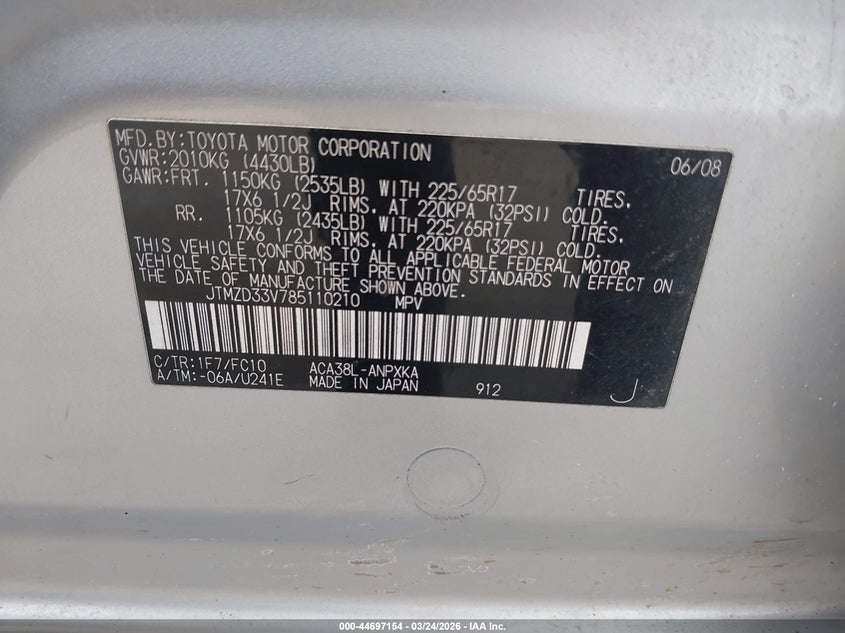 MFD.BY:TOYOTA MOTOR CORPORATION 06/08
GVWR:2010KG (4430LB)
GAWR:FRT. 1150KG (2535LB) WITH 225/65R17 TIRES,
17X6 1/2J RIMS, AT 220KPA (32PSI) COLD.
RR. 1105KG (2435LB) WITH 225/65R17 TIRES,
17X6 1/2J RIMS, AT 220KPA (32PSI) COLD.
THIS VEHICLE CONFORMS TO ALL APPLICABLE FEDERAL MOTOR
VEHICLE SAFETY AND THEFT PREVENTION STANDARDS IN EFFECT ON
THE DATE OF MANUFACTURE SHOWN ABOVE.
JTMZD33V785110210 MPV
C/TR:1F7/FC10 ACA38L-ANPXKA
A/TM:-06A/U241E MADE IN JAPAN 912 J
000-44697154 - 03/24/2026 - IAA Inc.